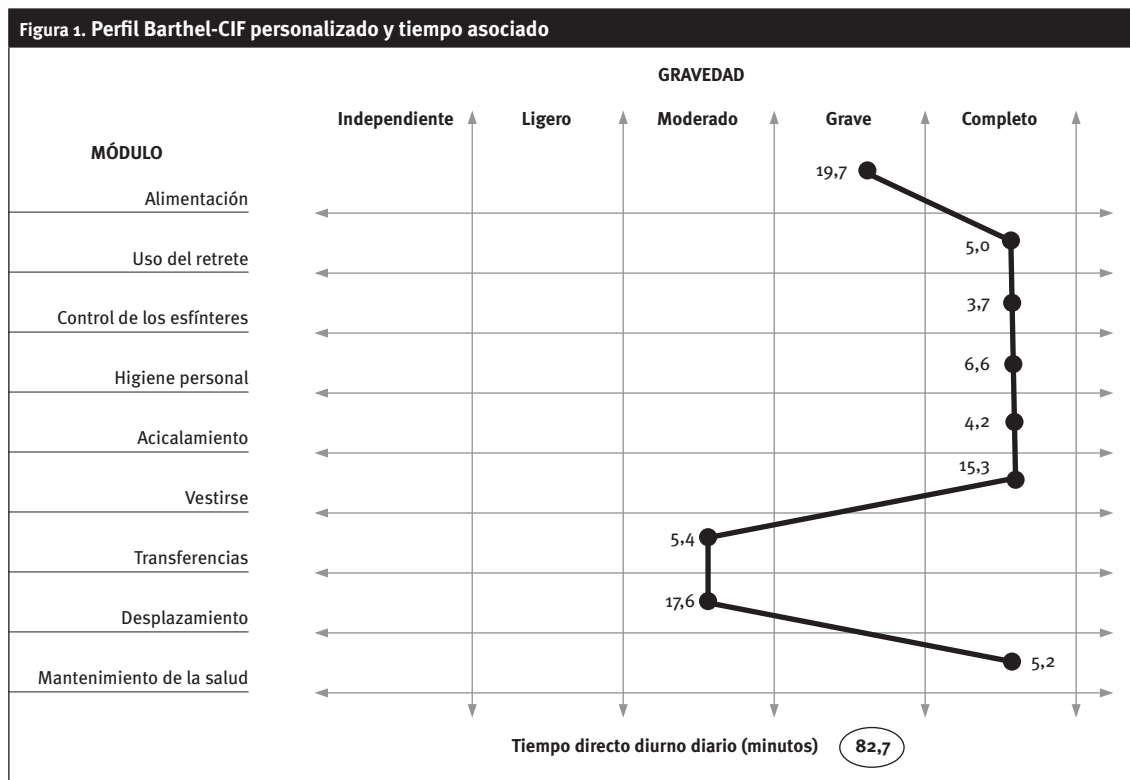 Figura 1. Perfil Barthel-CIF personalizado y tiempo asociado
GRAVEDAD
Independiente Ligero Moderado Grave Completo
MÓDULO
Alimentación 19,7
Uso del retrete 5,0
Control de los esfínteres 3,7
Higiene personal 6,6
Acicalamiento 4,2
Vestirse 15,3
Transferencias 5,4
Desplazamiento 17,6
Mantenimiento de la salud 5,2
Tiempo directo diurno diario (minutos) 82,7